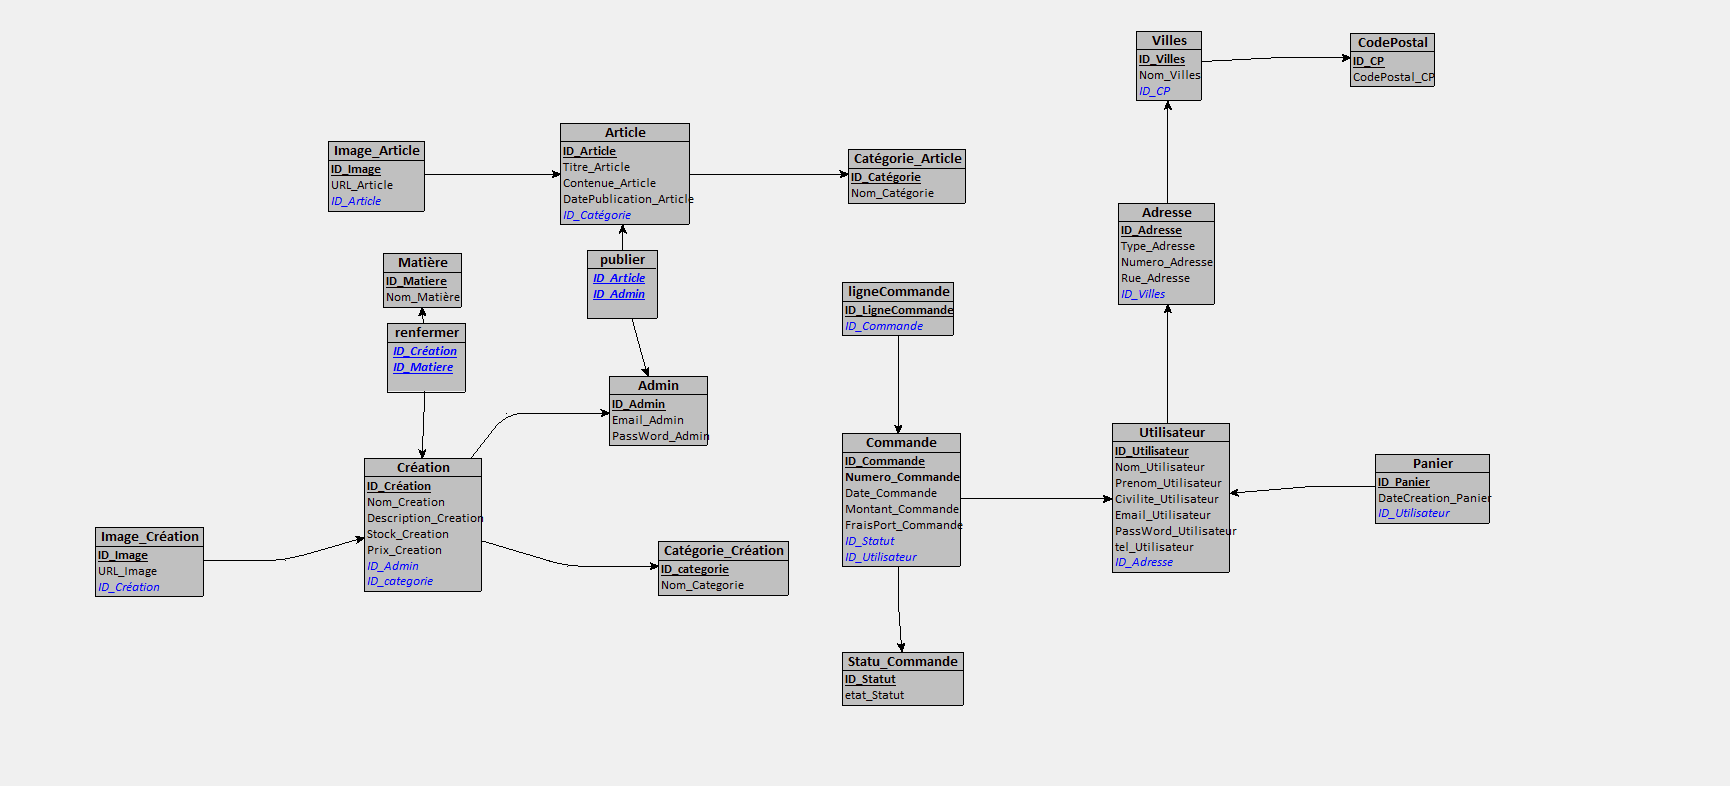 Villes
ID_Villes
Nom_Villes
ID_CP
CodePostal
ID_CP
CodePostal_CP
Image_Article
ID_Image
URL_Article
ID_Article
Article
ID_Article
Titre_Article
Contenue_Article
DatePublication_Article
ID_Catégorie
Catégorie_Article
ID_Catégorie
Nom_Catégorie
Adresse
ID_Adresse
Type_Adresse
Numero_Adresse
Rue_Adresse
ID_Villes
Matière
ID_Matiere
Nom_Matière
publier
ID_Article
ID_Admin
ligneCommande
ID_LigneCommande
ID_Commande
renfermer
ID_Création
ID_Matiere
Admin
ID_Admin
Email_Admin
PassWord_Admin
Création
ID_Création
Nom_Creation
Description_Creation
Stock_Creation
Prix_Creation
ID_Admin
ID_categorie
Commande
ID_Commande
Numero_Commande
Date_Commande
Montant_Commande
FraisPort_Commande
ID_Statut
ID_Utilisateur
Utilisateur
ID_Utilisateur
Nom_Utilisateur
Prenom_Utilisateur
Civilite_Utilisateur
Email_Utilisateur
PassWord_Utilisateur
tel_Utilisateur
ID_Adresse
Panier
ID_Panier
DateCreation_Panier
ID_Utilisateur
Image_Création
ID_Image
URL_Image
ID_Création
Catégorie_Création
ID_categorie
Nom_Categorie
Statu_Commande
ID_Statut
etat_Statut